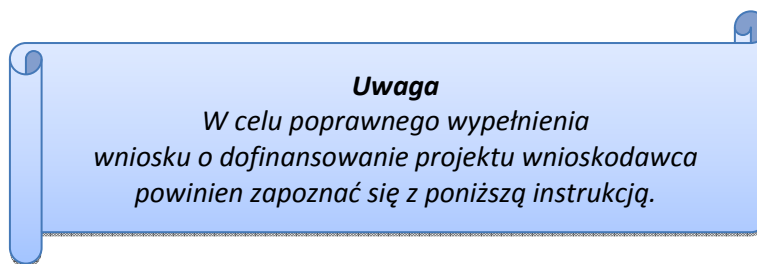 Uwaga
W celu poprawnego wypełnienia
wniosku o dofinansowanie projektu wnioskodawca
powinien zapoznać się z poniższą instrukcją.